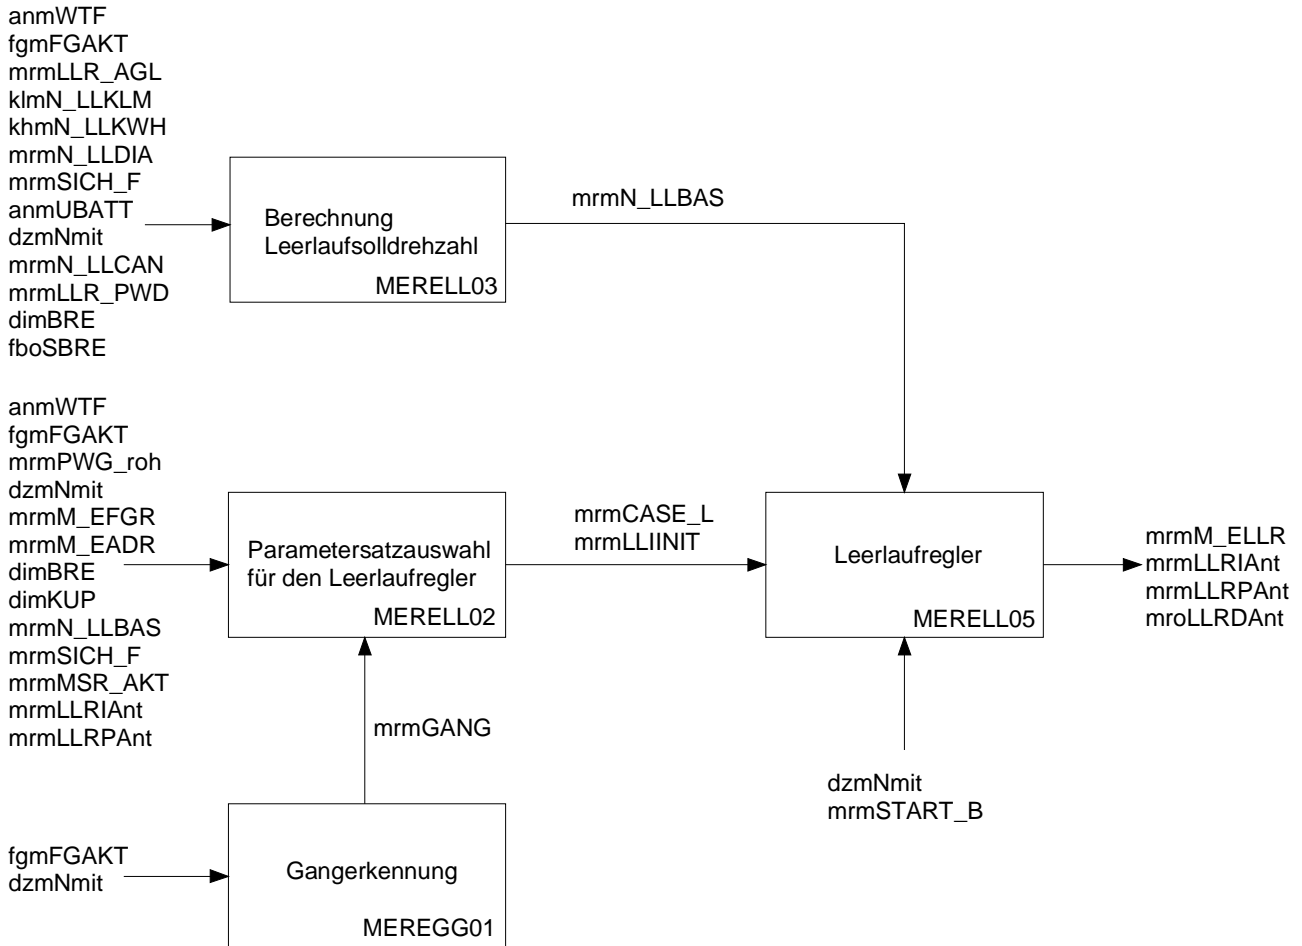 anmWTF
fgmFGAKT
mrmLLR_AGL
klmN_LLKLM
khmN_LLKWH
mrmN_LLDIA
mrmSICH_F
anmUBATT
dzmNmit
mrmN_LLCAN
mrmLLR_PWD
dimBRE
fboSBRE
Berechnung
Leerlaufsolldrehzahl
MERELL03
mrmN_LLBAS
anmWTF
fgmFGAKT
mrmPWG_roh
dzmNmit
mrmM_EFGR
mrmM_EADR
dimBRE
dimKUP
mrmN_LLBAS
mrmSICH_F
mrmMSR_AKT
mrmLLRIAnt
mrmLLRPAnt
Parametersatzauswahl
für den Leerlaufregler
MERELL02
mrmCASE_L
mrmLLIINIT
Leerlaufregler
MERELL05
mrmM_ELLR
mrmLLRIAnt
mrmLLRPAnt
mroLLRDAnt
mrmGANG
dzmNmit
mrmSTART_B
fgmFGAKT
dzmNmit
Gangerkennung
MEREGG01